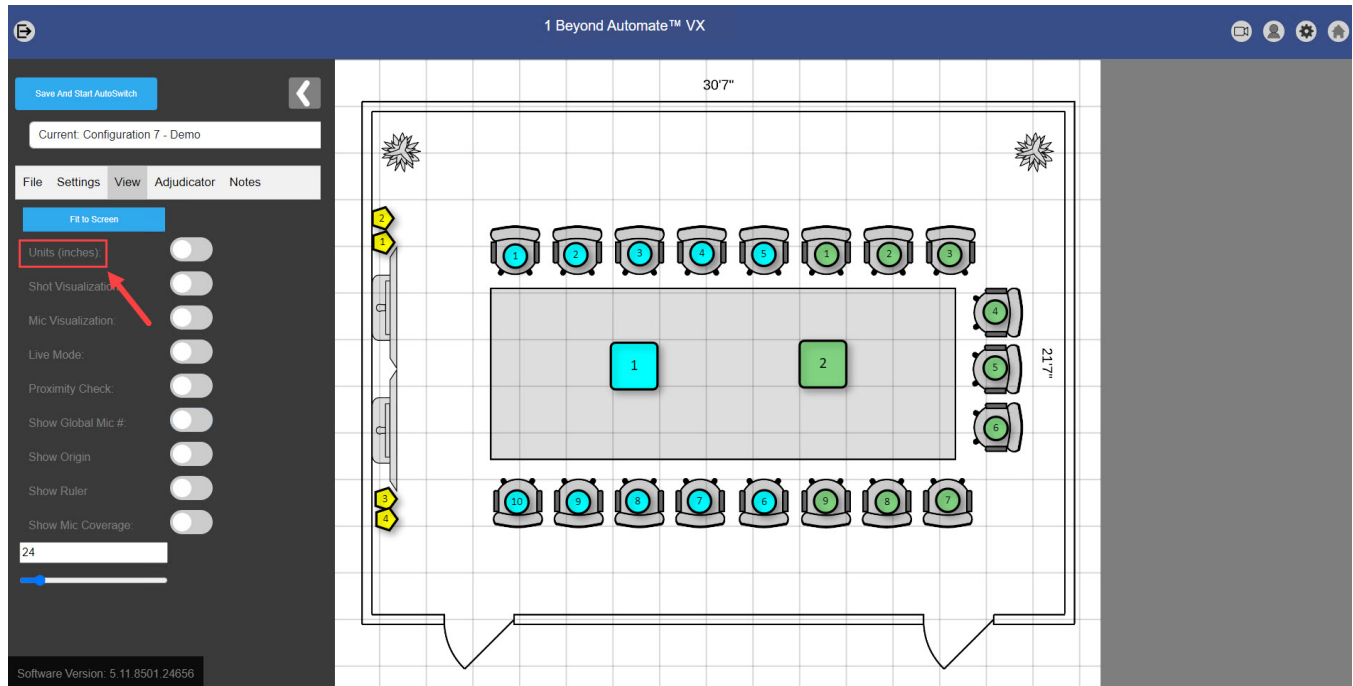 1 Beyond Automate™ VX
Save And Start AutoSwitch
Current: Configuration 7 - Demo
File Settings View Adjudicator Notes
Fit to Screen
Units (inches):
Shot Visualization:
Mic Visualization:
Live Mode:
Proximity Check:
Show Global Mic #:
Show Origin
Show Ruler
Show Mic Coverage:
24
Software Version: 5.11.8501.24656
30'7"
2
1
1 2 3 4 5 1 2 3
4
1 2
21'7"
5
6
3
4
10 9 8 7 6 9 8 7